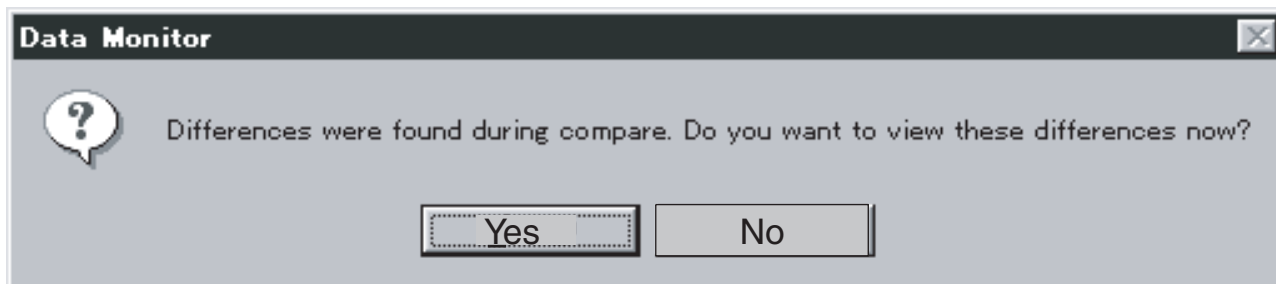 Data Monitor
?
Differences were found during compare. Do you want to view these differences now?
Yes
No